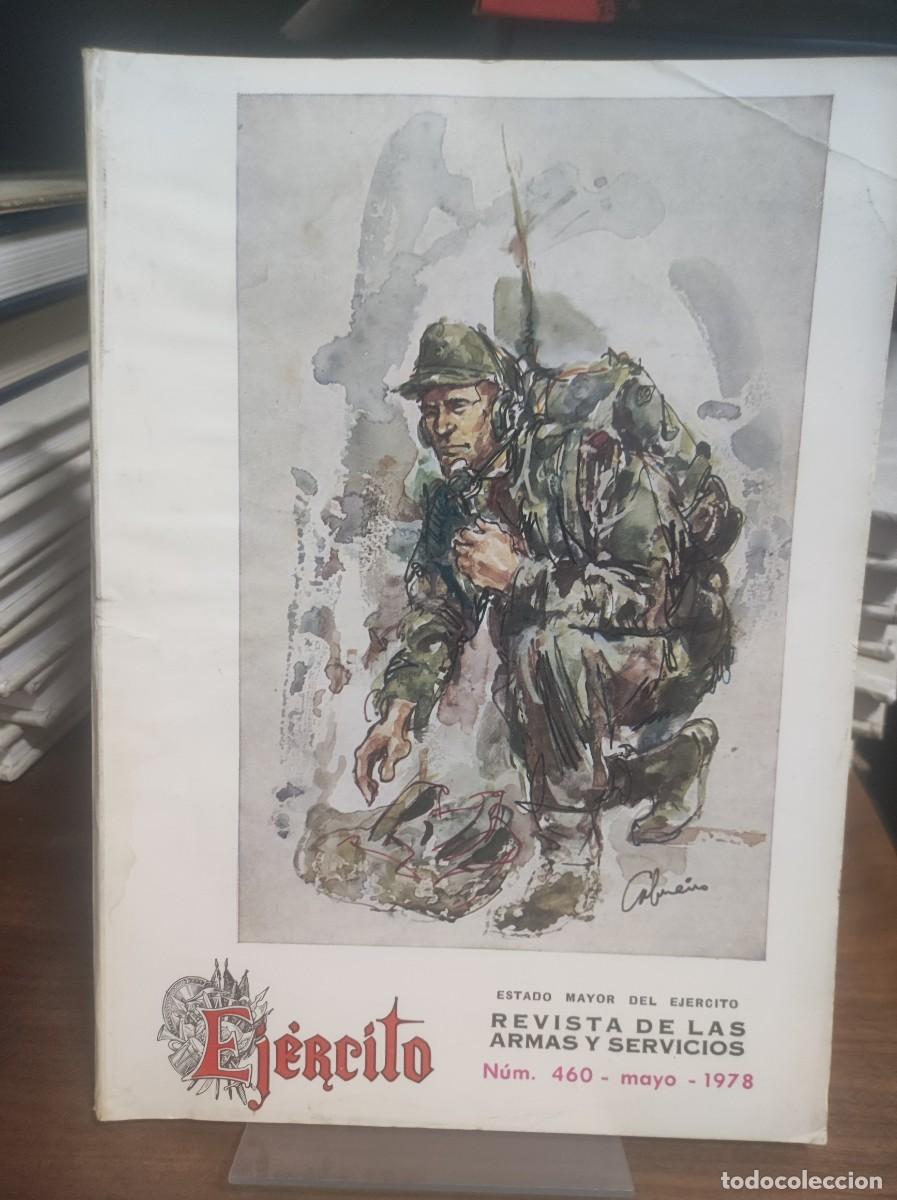 Ejército
ESTADO MAYOR DEL EJERCITO
REVISTA DE LAS
ARMAS Y SERVICIOS
Núm. 460 - mayo - 1978
todocoleccion